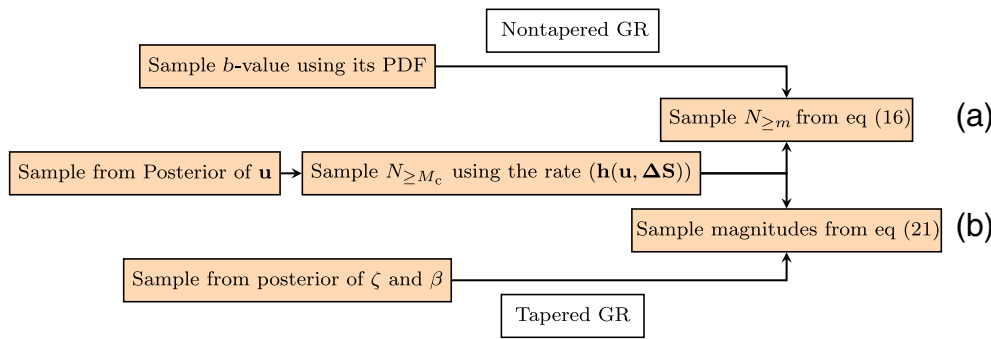 Nontapered GR
Sample b-value using its PDF
Sample N≥m from eq (16)
(a)
Sample from Posterior of u
Sample N≥Mc using the rate (h(u, ΔS))
Sample magnitudes from eq (21)
(b)
Sample from posterior of ζ and β
Tapered GR